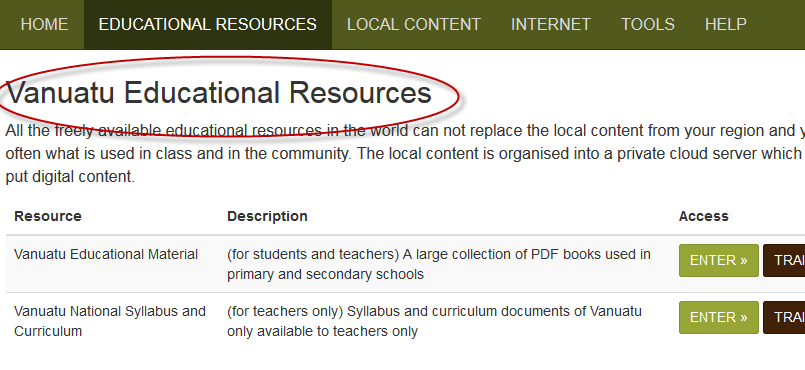 HOME EDUCATIONAL RESOURCES LOCAL CONTENT INTERNET TOOLS HELP
Vanuatu Educational Resources
All the freely available educational resources in the world can not replace the local content from your region and
often what is used in class and in the community. The local content is organised into a private cloud server which
put digital content.
Resource Description Access
Vanuatu Educational Material (for students and teachers) A large collection of PDF books used in ENTER »
primary and secondary schools
Vanuatu National Syllabus and (for teachers only) Syllabus and curriculum documents of Vanuatu ENTER »
Curriculum only available to teachers only